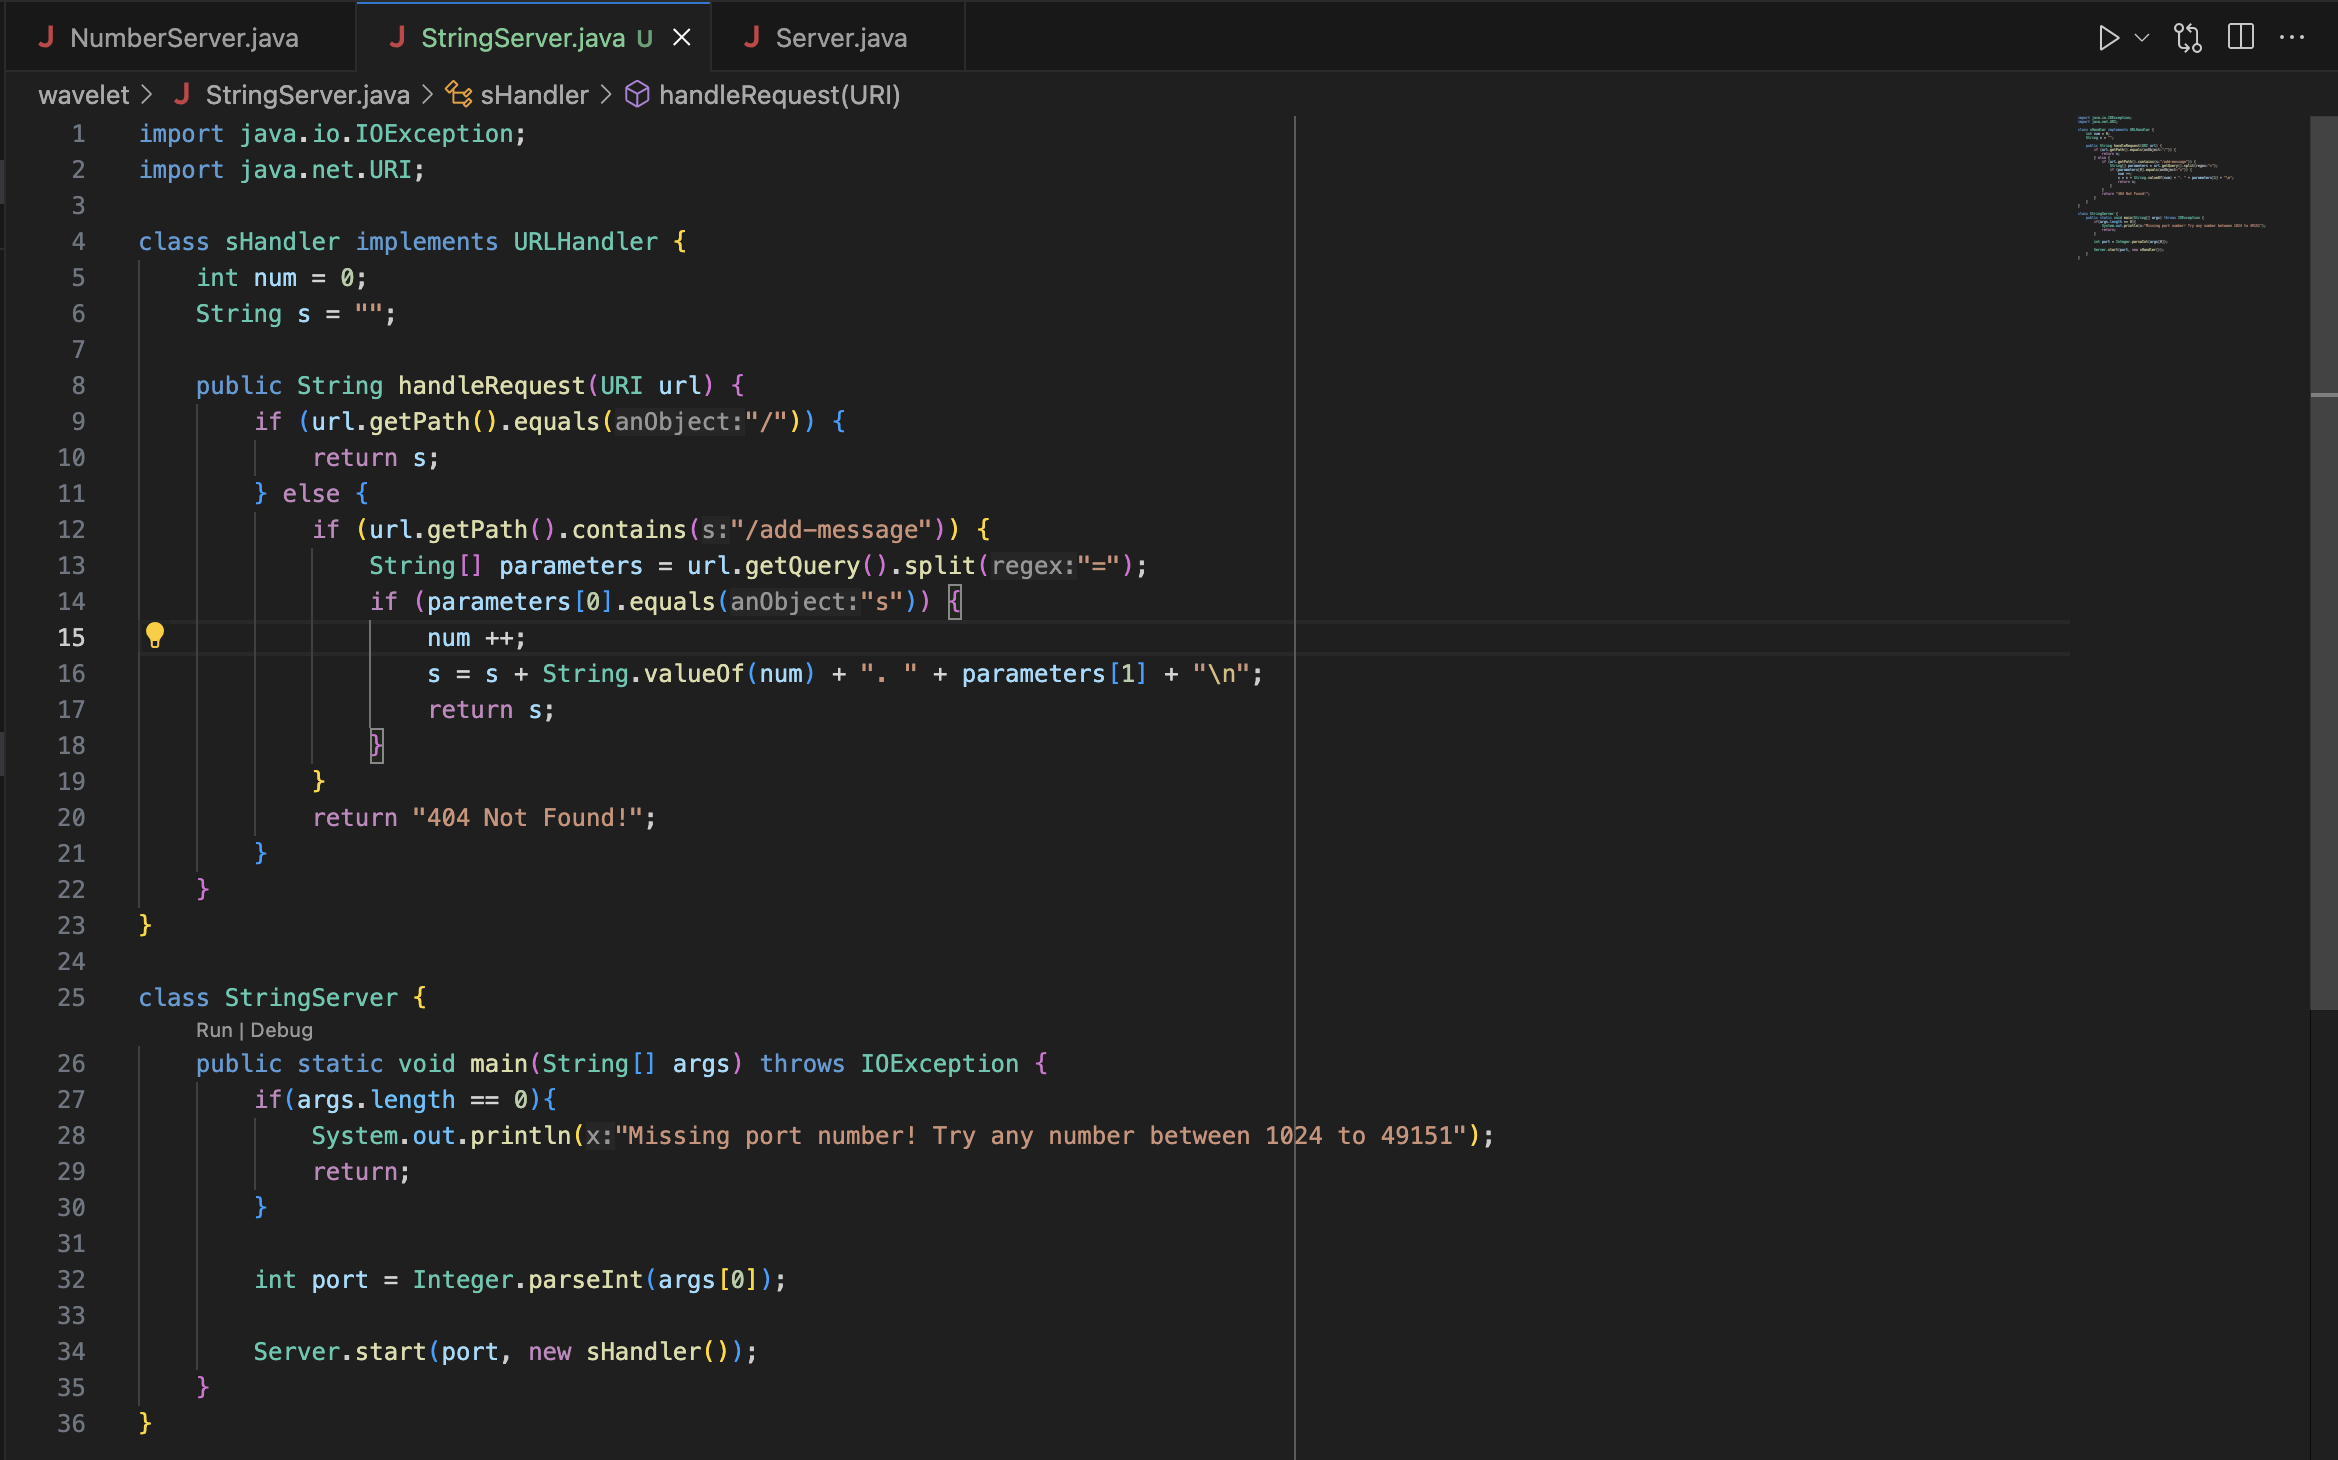 NumberServer.java
StringServer.java U
Server.java
wavelet > StringServer.java > sHandler > handleRequest(URI)
1 import java.io.IOException;
2 import java.net.URI;
3
4 class sHandler implements URLHandler {
5     int num = 0;
6     String s = "";
7
8     public String handleRequest(URI url) {
9         if (url.getPath().equals(anObject:"/")) {
10             return s;
11         } else {
12             if (url.getPath().contains(s:"/add-message")) {
13                 String[] parameters = url.getQuery().split(regex:"=");
14                 if (parameters[0].equals(anObject:"s")) {
15                     num ++;
16                     s = s + String.valueOf(num) + ". " + parameters[1] + "\n";
17                     return s;
18                 }
19             }
20             return "404 Not Found!";
21         }
22     }
23 }
24
25 class StringServer {
Run | Debug
26     public static void main(String[] args) throws IOException {
27         if(args.length == 0){
28             System.out.println(x:"Missing port number! Try any number between 1024 to 49151");
29             return;
30         }
31
32         int port = Integer.parseInt(args[0]);
33
34         Server.start(port, new sHandler());
35     }
36 }